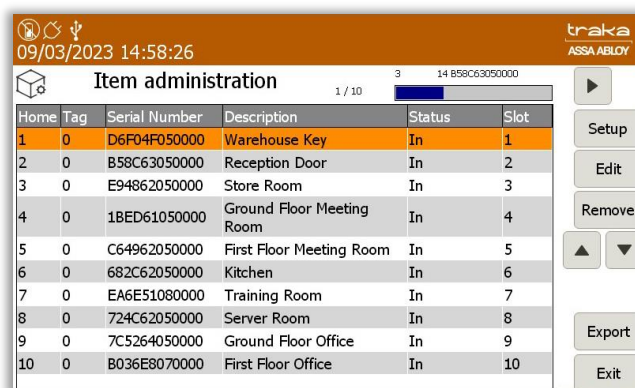 09/03/2023 14:58:26
traka
ASSA ABLOY
Item administration
1 / 10
3 14 B58C63050000
Home Tag Serial Number Description Status Slot
1 0 D6F04F050000 Warehouse Key In 1
2 0 B58C63050000 Reception Door In 2
3 0 E94862050000 Store Room In 3
4 0 1BED61050000 Ground Floor Meeting
Room In 4
5 0 C64962050000 First Floor Meeting Room In 5
6 0 682C62050000 Kitchen In 6
7 0 EA6E51080000 Training Room In 7
8 0 724C62050000 Server Room In 8
9 0 7C5264050000 Ground Floor Office In 9
10 0 B036E8070000 First Floor Office In 10
Setup
Edit
Remove
Export
Exit